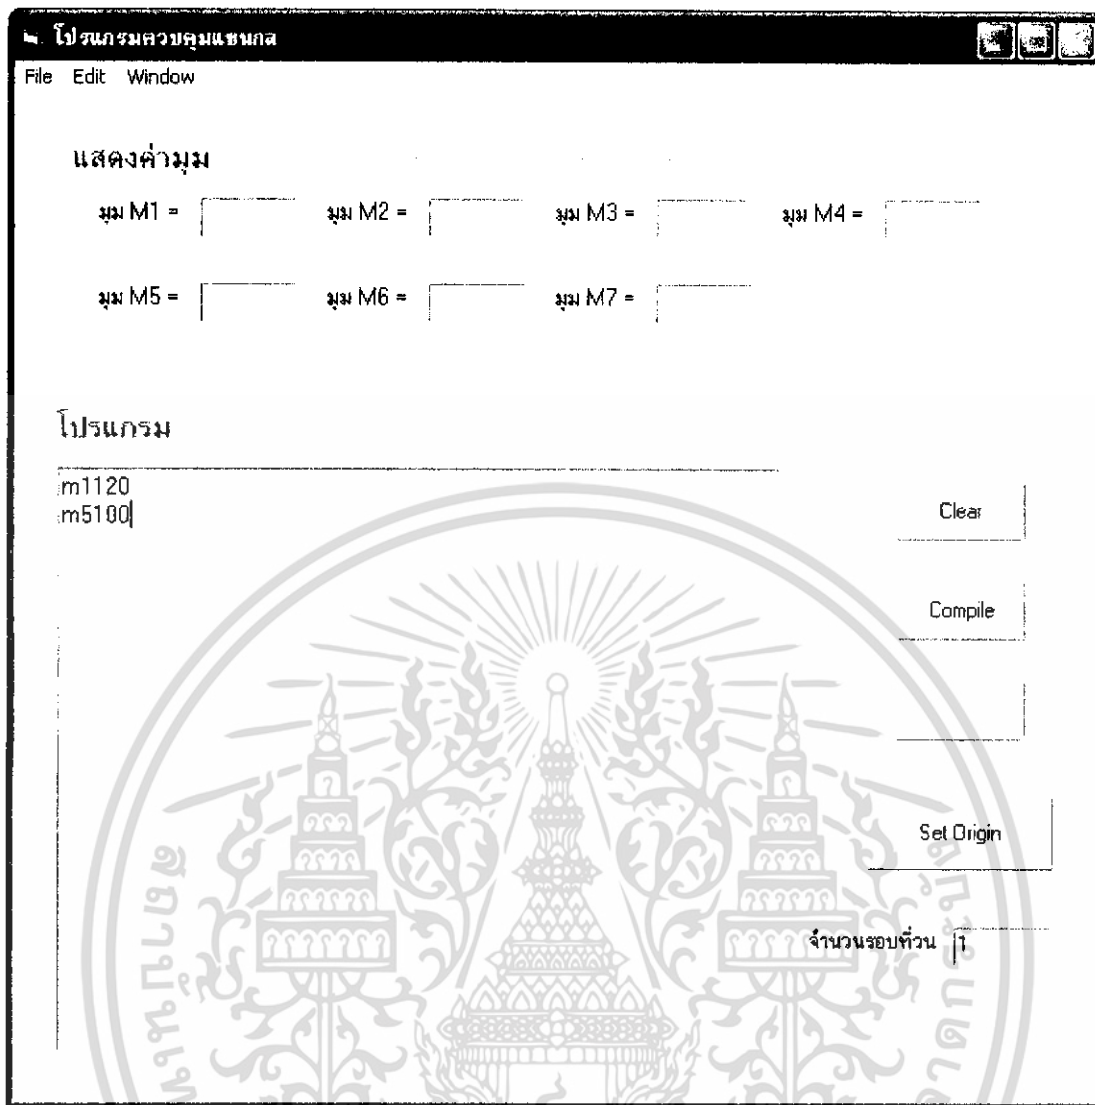 โปรแกรมควบคุมแขนกล
File Edit Window
แสดงค่ามุม
มุม M1 = มุม M2 = มุม M3 = มุม M4 =
มุม M5 = มุม M6 = มุม M7 =
โปรแกรม
m1120
m5100
Clear
Compile
Set Origin
จำนวนรอบที่วน 1